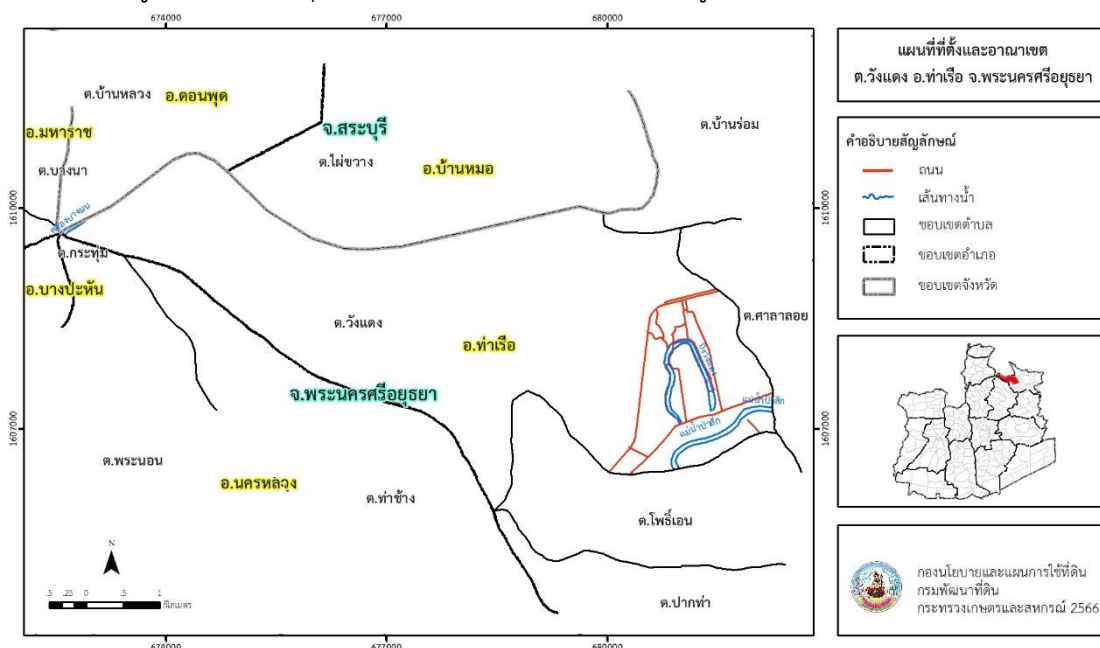 674000 677000 680000
แผนที่ที่ตั้งและอาณาเขต
ต.วังแดง อ.ท่าเรือ จ.พระนครศรีอยุธยา
คำอธิบายสัญลักษณ์
ถนน
เส้นทางน้ำ
ขอบเขตตำบล
ขอบเขตอำเภอ
ขอบเขตจังหวัด
ต.บ้านหลวง อ.ดอนพุด
อ.มหาราช จ.สระบุรี ต.บ้านร่อม
ต.บางนา ต.ไผ่ขวาง อ.บ้านหมอ
1610000 1610000
ต.กระทุ่ม
อ.บางปะหัน
ต.วังแดง อ.ท่าเรือ ต.ศาลาลอย
จ.พระนครศรีอยุธยา
แม่น้ำป่าสัก แม่น้ำป่าสัก
1607000 1607000
ต.พระนอน
อ.นครหลวง ต.ท่าช้าง
ต.โพธิ์เอน
ต.ปากท่า
N
.5 .25 0 .5 1
กิโลเมตร
กองนโยบายและแผนการใช้ที่ดิน
กรมพัฒนาที่ดิน
กระทรวงเกษตรและสหกรณ์ 2566
674000 677000 680000